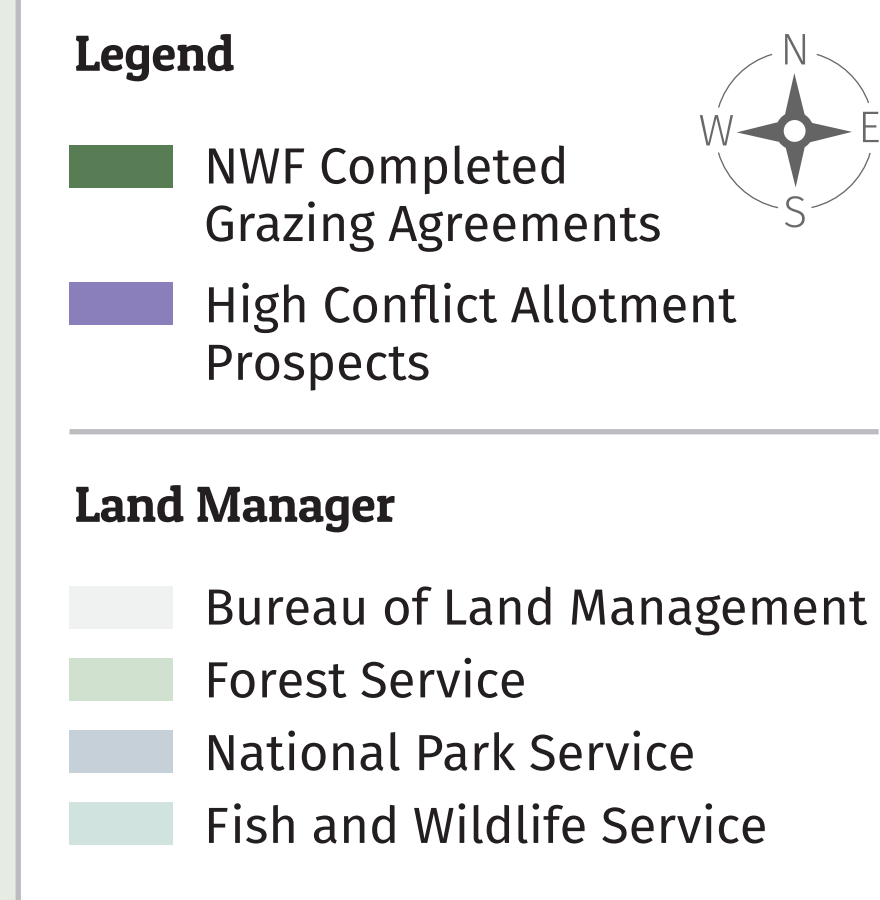 Legend
N
W
E
S
NWF Completed
Grazing Agreements
High Conflict Allotment
Prospects
Land Manager
Bureau of Land Management
Forest Service
National Park Service
Fish and Wildlife Service